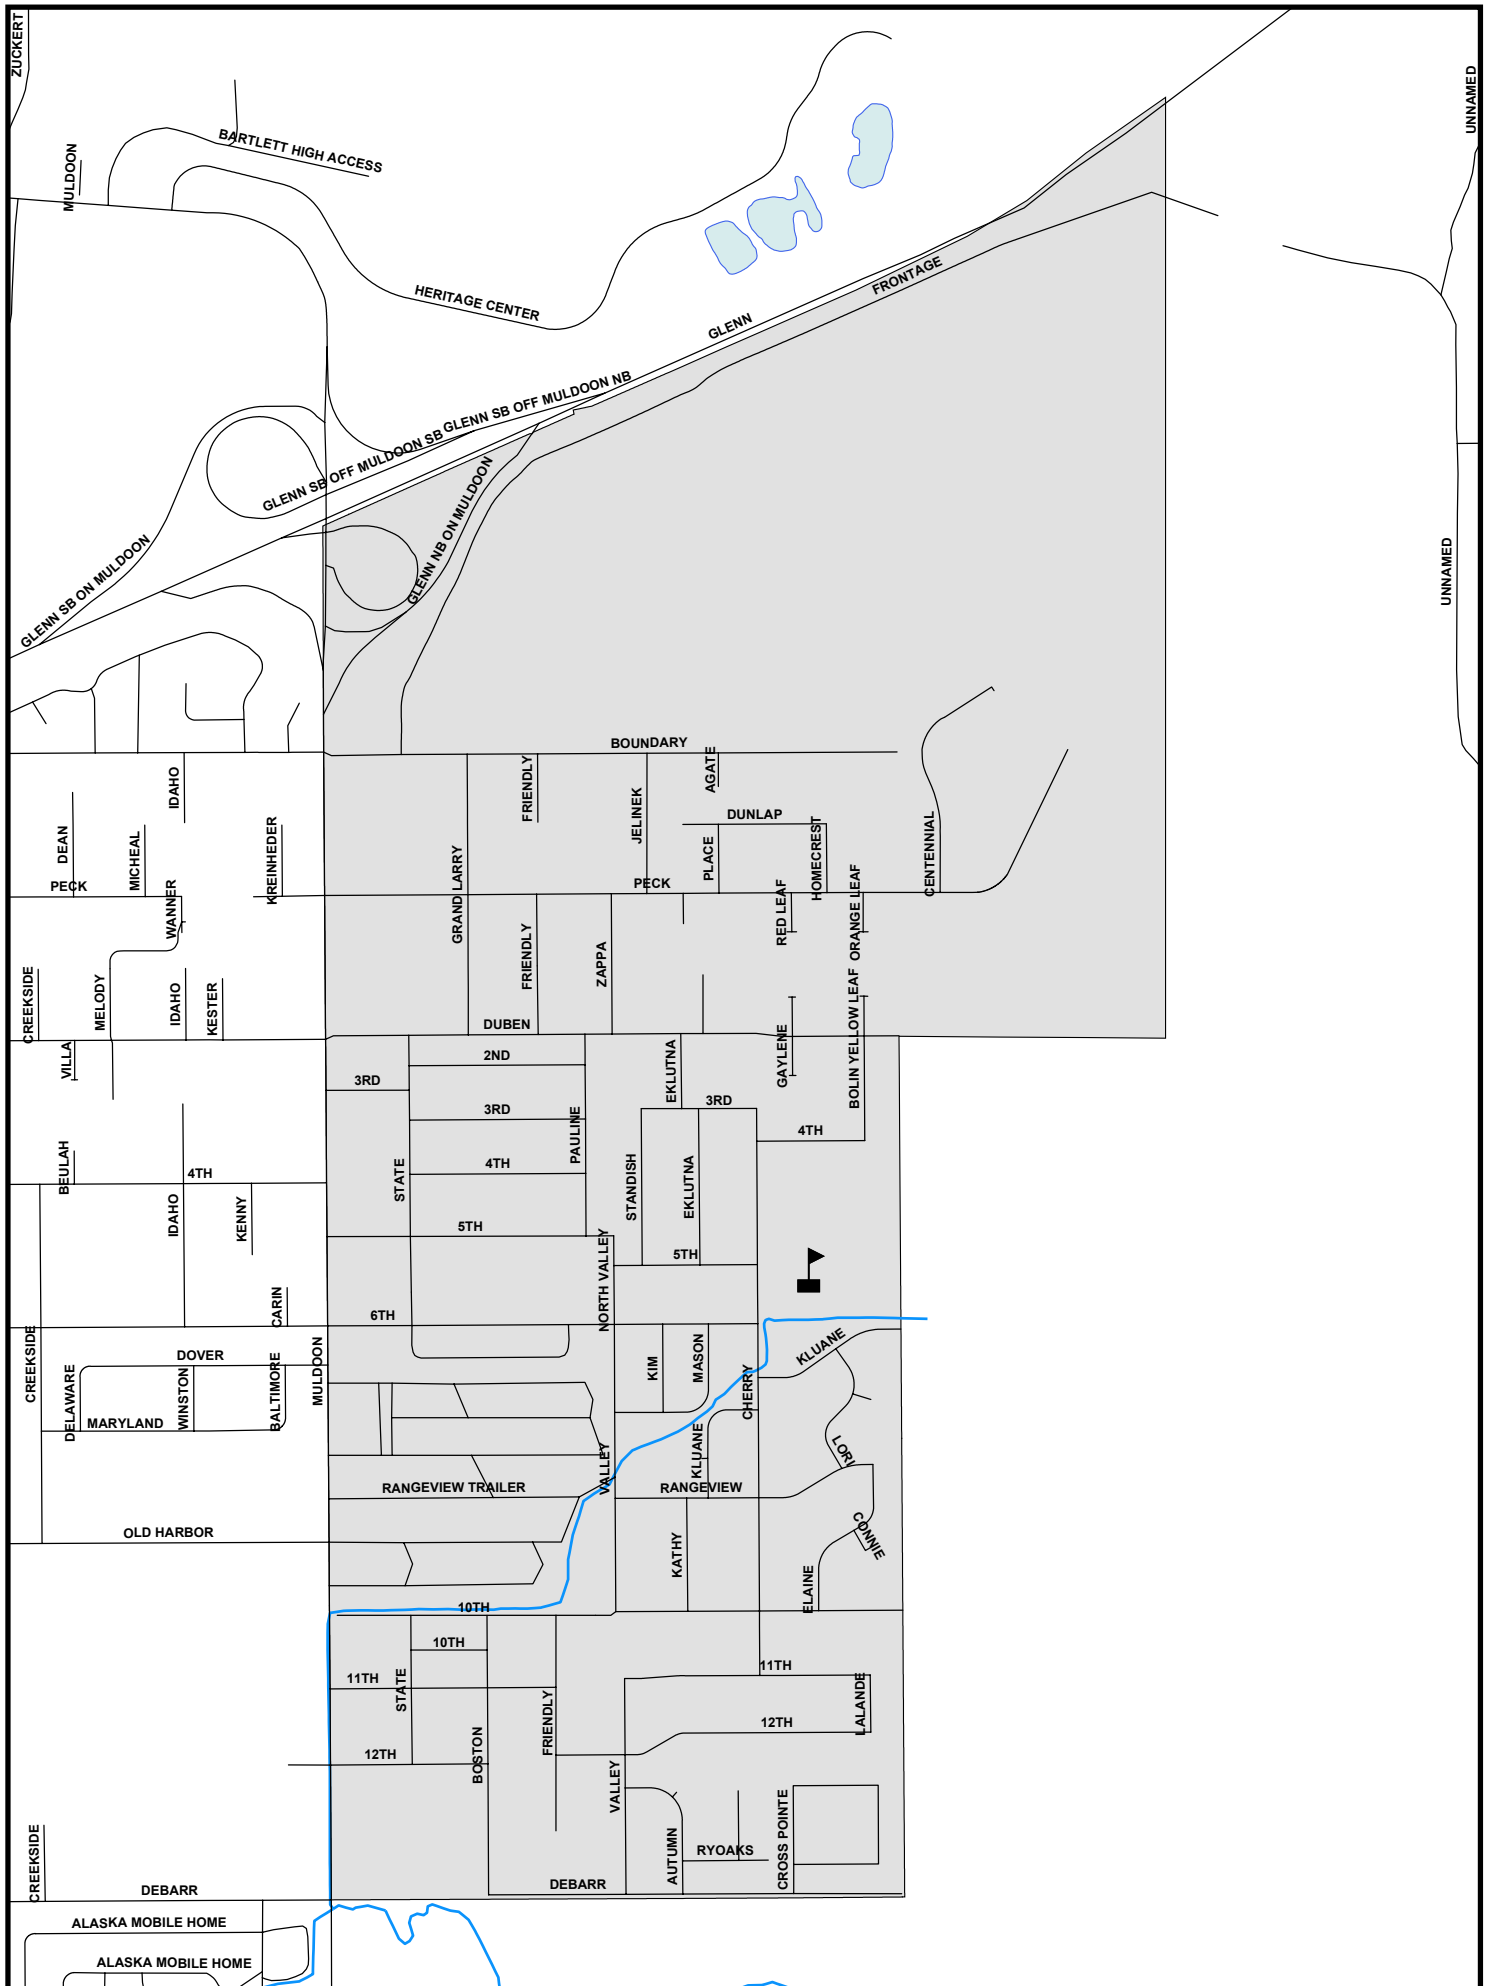 ZUCKERT
UNNAMED
BARTLETT HIGH ACCESS
MULDOON
HERITAGE CENTER
FRONTAGE
GLENN
GLENN SB OFF MULDOON NB
GLENN SB OFF MULDOON SB
GLENN NB ON MULDOON
GLENN SB ON MULDOON
UNNAMED
BOUNDARY
IDAHO
FRIENDLY
AGATE
JELINEK
DUNLAP
DEAN
MICHEAL
KREINHEDER
GRAND LARRY
PLACE
HOMECREST
CENTENNIAL
PECK
PECK
WANNER
RED LEAF
ORANGE LEAF
FRIENDLY
ZAPPA
CREEKSIDE
MELODY
IDAHO
KESTER
DUBEN
BOLIN YELLOW LEAF
GAYLENE
VILLA
2ND
EKLUTNA
3RD
3RD
3RD
PAULINE
4TH
4TH
4TH
BEULAH
STATE
STANDISH
EKLUTNA
IDAHO
KENNY
5TH
NORTH VALLEY
5TH
CARIN
6TH
CREEKSIDE
DOVER
MULDOON
KLUANE
DELAWARE
WINSTON
BALTIMORE
KIM
MASON
CHERRY
MARYLAND
KLUANE
LORI
VALLEY
RANGEVIEW TRAILER
RANGEVIEW
OLD HARBOR
CONNIE
KATHY
ELAINE
10TH
10TH
11TH
11TH
STATE
FRIENDLY
LALANDE
12TH
12TH
BOSTON
VALLEY
CROSS POINTE
CREEKSIDE
AUTUMN
RYOAKS
DEBARR
DEBARR
ALASKA MOBILE HOME
ALASKA MOBILE HOME